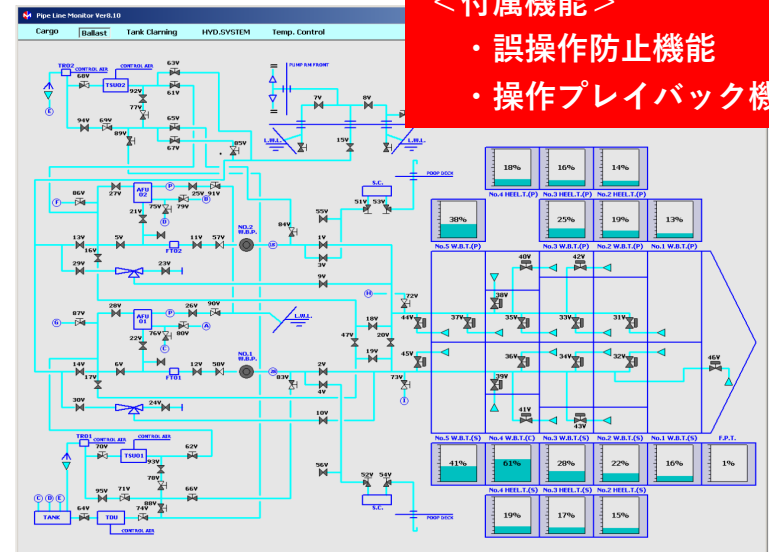 Pipe Line Monitor Ver8.10
＜付属機能＞
・誤操作防止機能
・操作プレイバック機
Cargo Ballast Tank Clarning HYD.SYSTEM Temp. Control
TRO2 CONTROL AIR CONTROL AIR 63V
68V TSUO2 92V 61V
77V
E
94V 69V 65V
89V 67V 85V
PUMP RM FRONT
7V 8V
L.W.L. 15V L.W.L.
POOP DECK
S.C.
51V 53V
18% 16% 14%
No.4 HEEL.T.(P) No.3 HEEL.T.(P) No.2 HEEL.T.(P)
38% 25% 19% 13%
No.5 W.B.T.(P) No.3 W.B.T.(P) No.2 W.B.T.(P) No.1 W.B.T.(P)
86V 27V AFU 02 P 25V 91V
F 21V 75V 79V B
D
NO.2 W.B.P.
84V 55V
13V 5V FT02 11V 57V 1V
16V 3V
29V 23V 9V
H 72V
40V 42V
38V
44V 37V 35V 33V 31V
28V AFU 01 P 26V 90V
87V
G 22V 76V 80V A
C
L.W.L.
18V
47V 20V
19V
NO.1 W.B.P.
14V 6V FT01 12V 58V 83V 2V
17V 4V
45V 36V 34V 32V 46V
73V 39V
I
30V 24V 10V
41V 43V
TRO1 CONTROL AIR CONTROL AIR
70V TSUO1 62V
93V
78V
C D E 95V 71V 66V
88V
TANK 64V TDU 74V
CONTROL AIR
56V
52V 54V
S.C.
POOP DECK
No.5 W.B.T.(S) No.4 W.B.T.(C) No.3 W.B.T.(S) No.2 W.B.T.(S) No.1 W.B.T.(S) F.P.T.
41% 61% 28% 22% 16% 1%
No.4 HEEL.T.(S) No.3 HEEL.T.(S) No.2 HEEL.T.(S)
19% 17% 15%